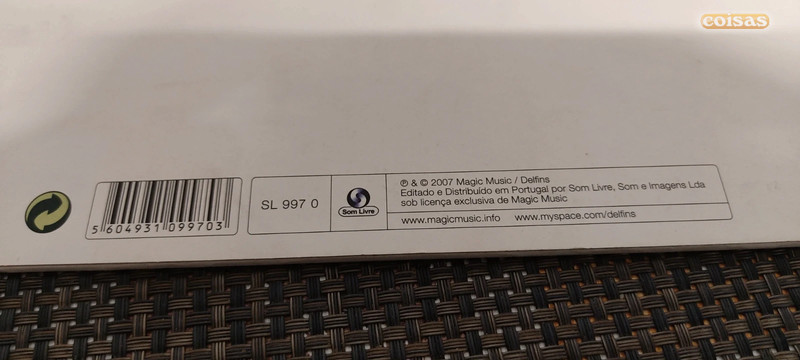 coisas
5 604931 099703
SL 997 0
Som Livre
℗ & © 2007 Magic Music / Delfins
Editado e Distribuído em Portugal por Som Livre, Som e Imagens Lda
sob licença exclusiva de Magic Music
www.magicmusic.info www.myspace.com/delfins